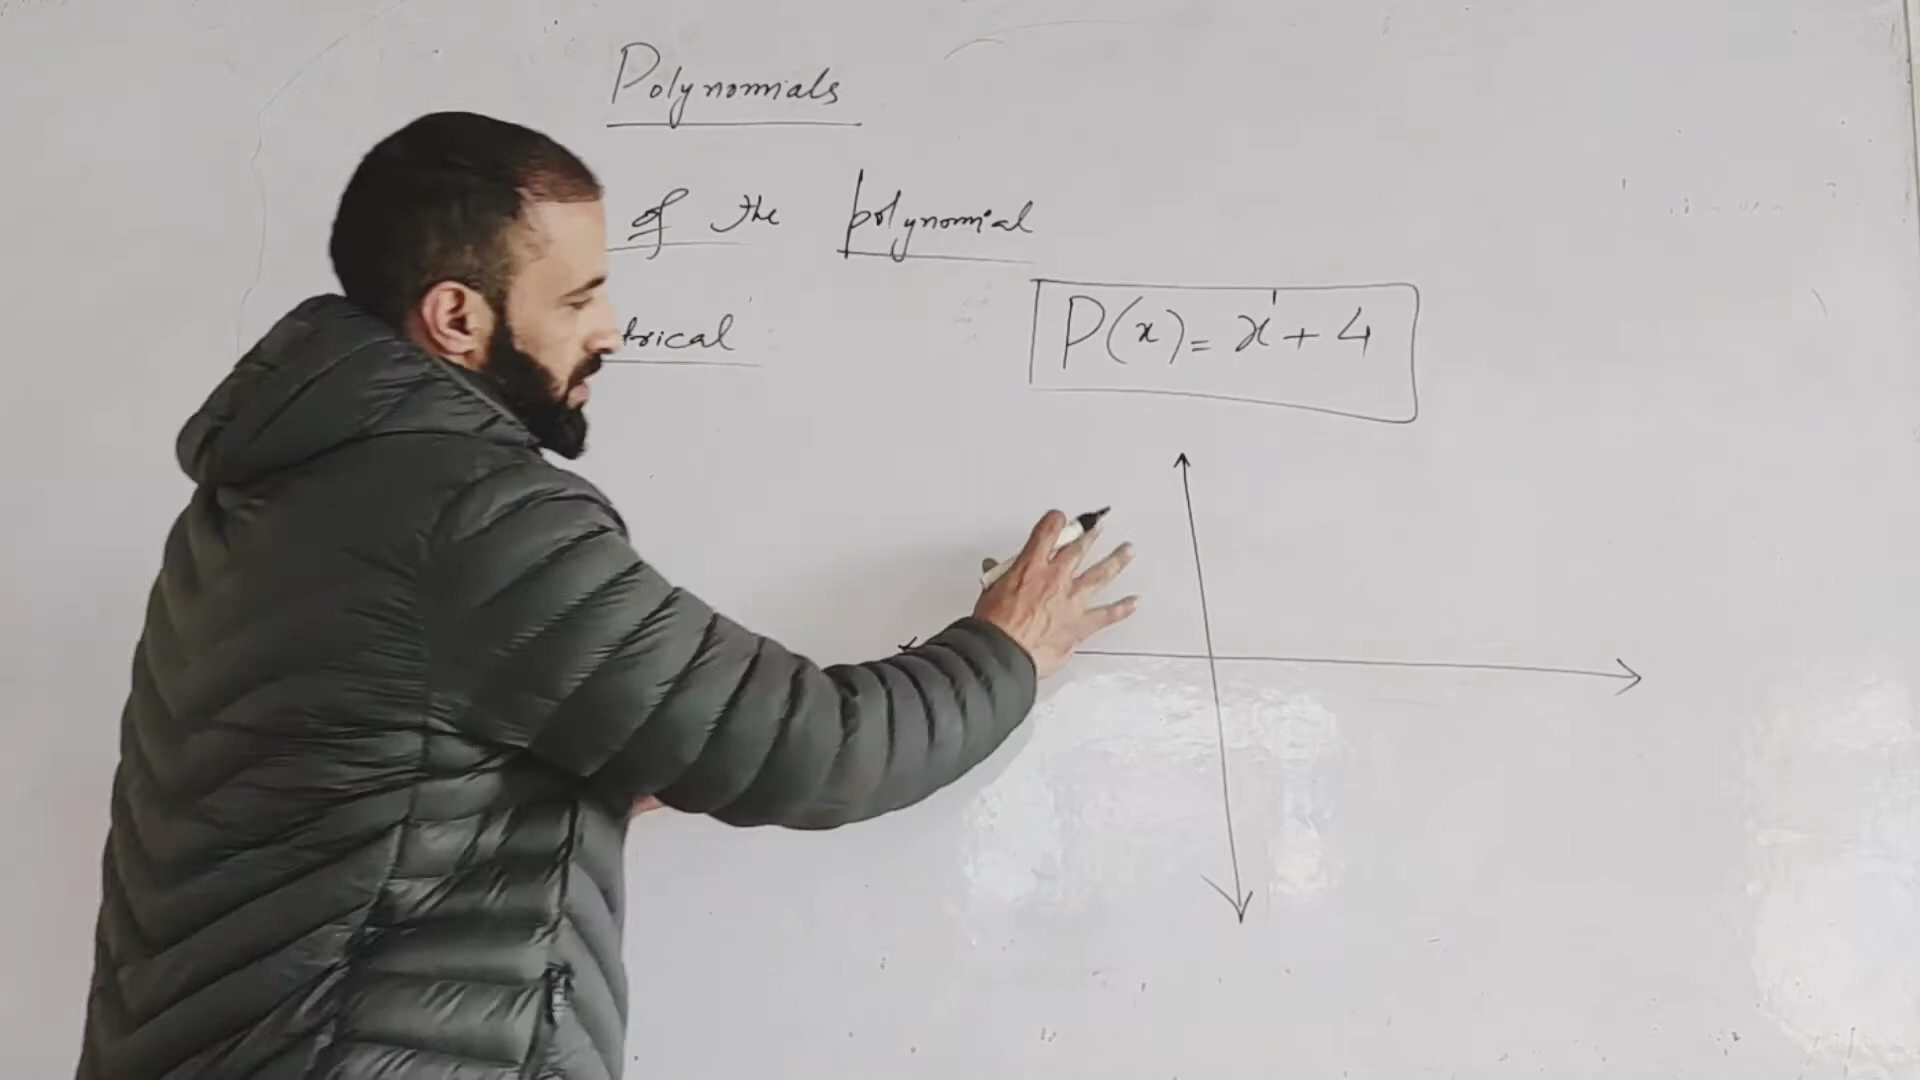 Polynomials
of the polynomial
trical
P(x) = x¹ + 4